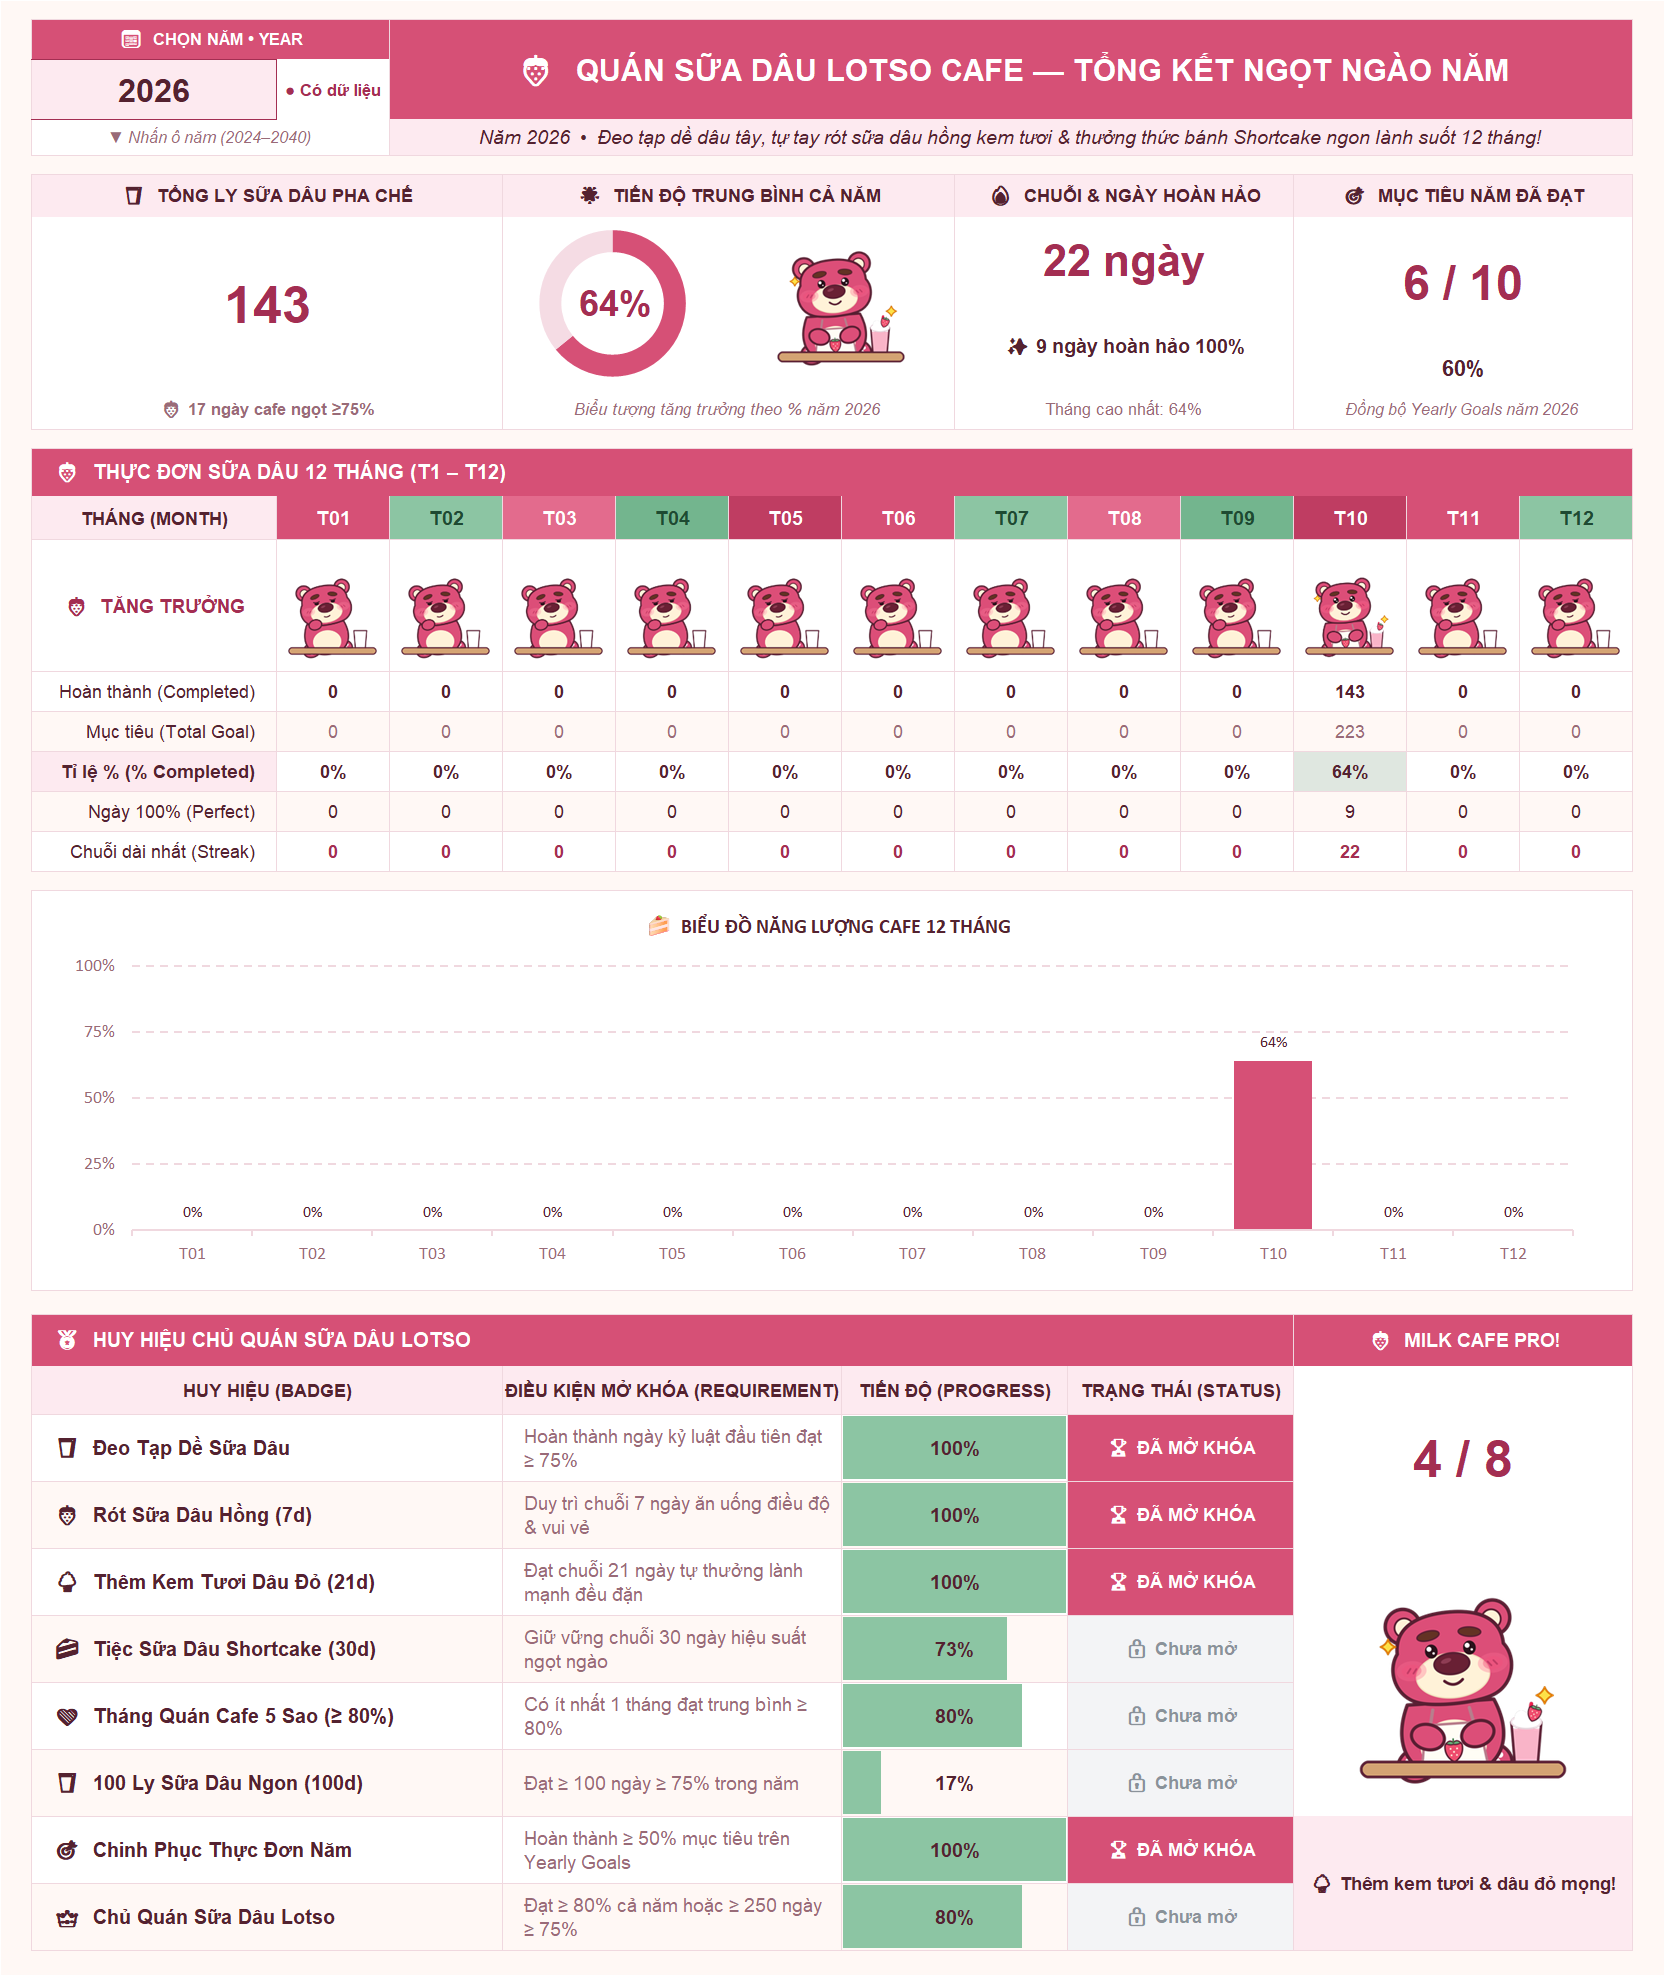 CHỌN NĂM • YEAR
2026
● Có dữ liệu
▼ Nhấn ô năm (2024–2040)
QUÁN SỮA DÂU LOTSO CAFE — TỔNG KẾT NGỌT NGÀO NĂM
Năm 2026 • Đeo tạp dề dâu tây, tự tay rót sữa dâu hồng kem tươi & thưởng thức bánh Shortcake ngon lành suốt 12 tháng!
TỔNG LY SỮA DÂU PHA CHẾ
143
17 ngày cafe ngọt ≥75%
TIẾN ĐỘ TRUNG BÌNH CẢ NĂM
64%
Biểu tượng tăng trưởng theo % năm 2026
CHUỖI & NGÀY HOÀN HẢO
22 ngày
9 ngày hoàn hảo 100%
Tháng cao nhất: 64%
MỤC TIÊU NĂM ĐÃ ĐẠT
6 / 10
60%
Đồng bộ Yearly Goals năm 2026
THỰC ĐƠN SỮA DÂU 12 THÁNG (T1 – T12)
THÁNG (MONTH) T01 T02 T03 T04 T05 T06 T07 T08 T09 T10 T11 T12
TĂNG TRƯỞNG
Hoàn thành (Completed) 0 0 0 0 0 0 0 0 0 143 0 0
Mục tiêu (Total Goal) 0 0 0 0 0 0 0 0 0 223 0 0
Tỉ lệ % (% Completed) 0% 0% 0% 0% 0% 0% 0% 0% 0% 64% 0% 0%
Ngày 100% (Perfect) 0 0 0 0 0 0 0 0 0 9 0 0
Chuỗi dài nhất (Streak) 0 0 0 0 0 0 0 0 0 22 0 0
BIỂU ĐỒ NĂNG LƯỢNG CAFE 12 THÁNG
100%
75%
50%
25%
0%
0% 0% 0% 0% 0% 0% 0% 0% 0% 64% 0% 0%
T01 T02 T03 T04 T05 T06 T07 T08 T09 T10 T11 T12
HUY HIỆU CHỦ QUÁN SỮA DÂU LOTSO
HUY HIỆU (BADGE) ĐIỀU KIỆN MỞ KHÓA (REQUIREMENT) TIẾN ĐỘ (PROGRESS) TRẠNG THÁI (STATUS)
Đeo Tạp Dề Sữa Dâu
Hoàn thành ngày kỷ luật đầu tiên đạt
≥ 75%
100%
ĐÃ MỞ KHÓA
Rót Sữa Dâu Hồng (7d)
Duy trì chuỗi 7 ngày ăn uống điều độ
& vui vẻ
100%
ĐÃ MỞ KHÓA
Thêm Kem Tươi Dâu Đỏ (21d)
Đạt chuỗi 21 ngày tự thưởng lành
mạnh đều đặn
100%
ĐÃ MỞ KHÓA
Tiệc Sữa Dâu Shortcake (30d)
Giữ vững chuỗi 30 ngày hiệu suất
ngọt ngào
73%
Chưa mở
Tháng Quán Cafe 5 Sao (≥ 80%)
Có ít nhất 1 tháng đạt trung bình ≥
80%
80%
Chưa mở
100 Ly Sữa Dâu Ngon (100d)
Đạt ≥ 100 ngày ≥ 75% trong năm
17%
Chưa mở
Chinh Phục Thực Đơn Năm
Hoàn thành ≥ 50% mục tiêu trên
Yearly Goals
100%
ĐÃ MỞ KHÓA
Chủ Quán Sữa Dâu Lotso
Đạt ≥ 80% cả năm hoặc ≥ 250 ngày
≥ 75%
80%
Chưa mở
MILK CAFE PRO!
4 / 8
Thêm kem tươi & dâu đỏ mọng!